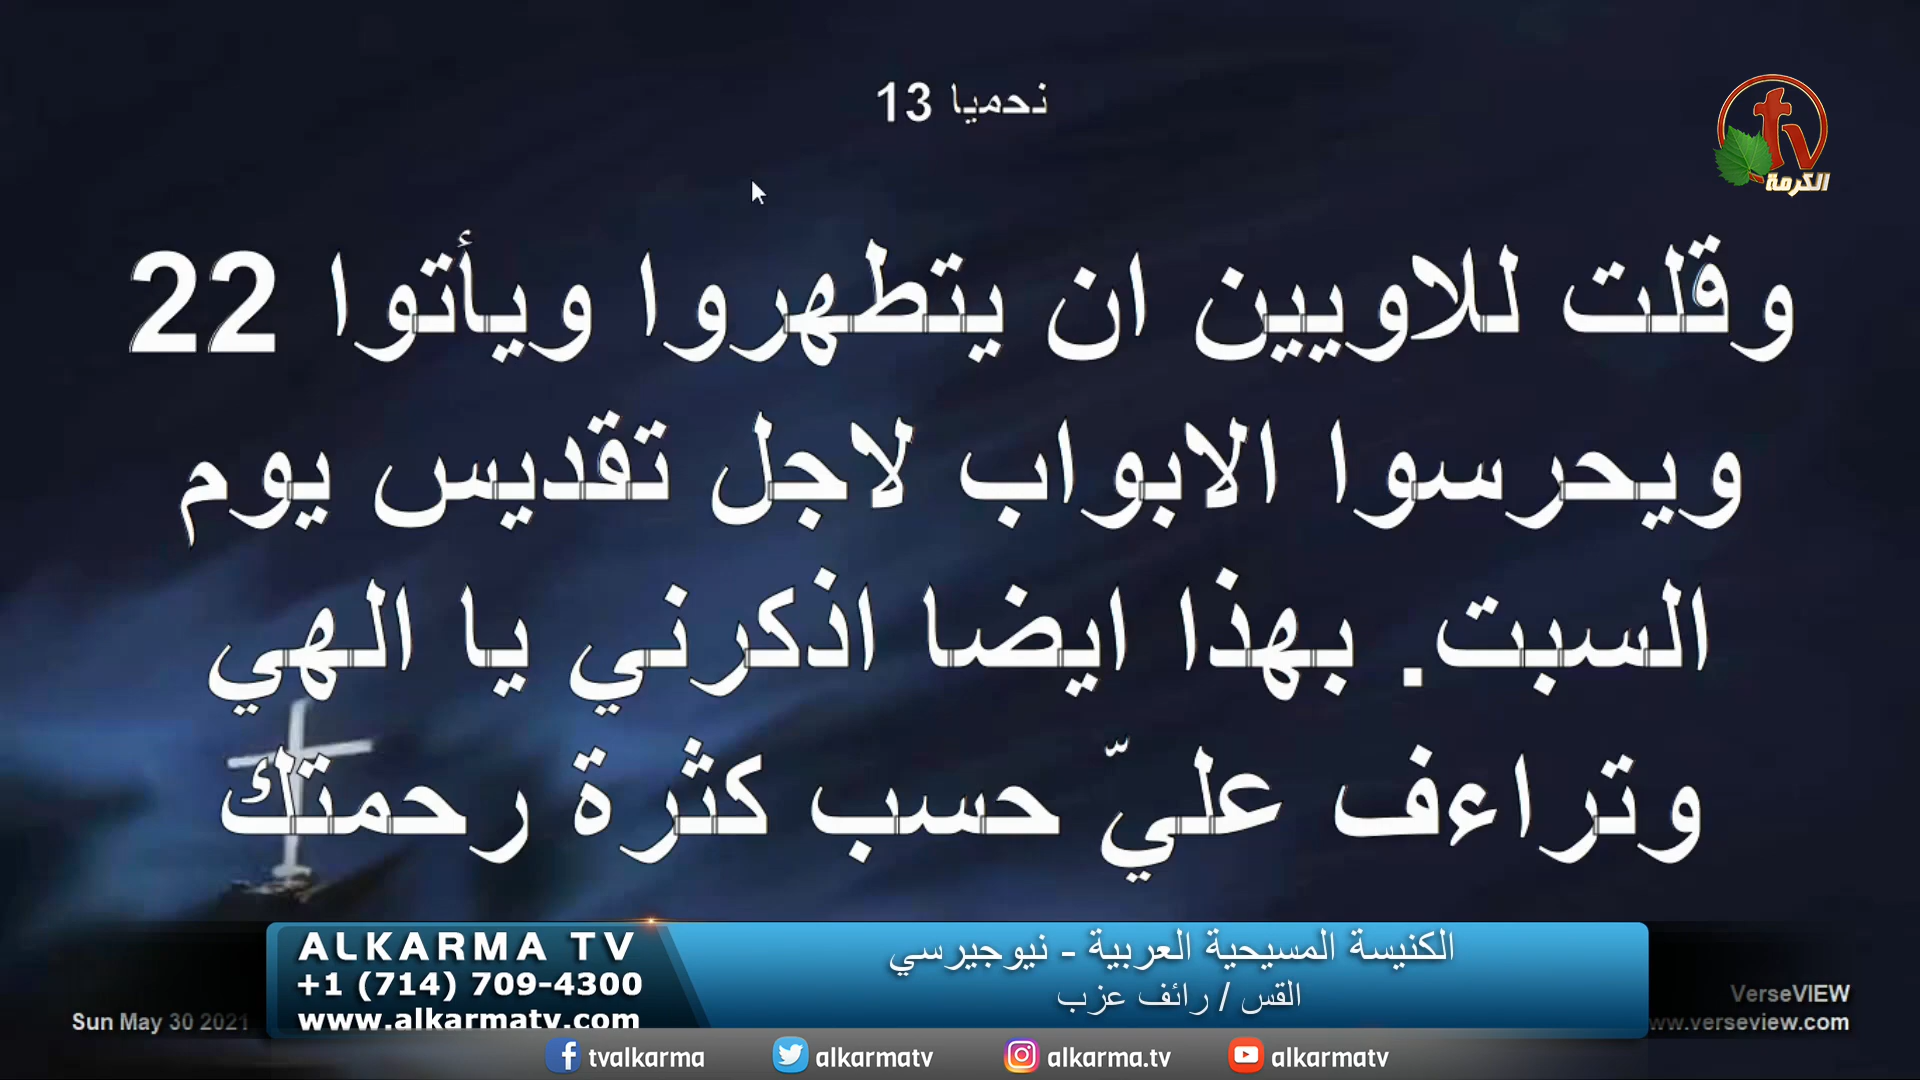 نحميا 13
tv
الكرمة
وقلت للاويين ان يتطهروا ويأتوا 22
ويحرسوا الابواب لاجل تقديس يوم
السبت. بهذا ايضا اذكرني يا الهي
وتراءف عليّ حسب كثرة رحمتك
ALKARMA TV
+1 (714) 709-4300
www.alkarmatv.com
الكنيسة المسيحية العربية - نيوجيرسي
القس / رائف عزب
VerseVIEW
www.verseview.com
Sun May 30 2021
tvalkarma
alkarmatv
alkarma.tv
alkarmatv